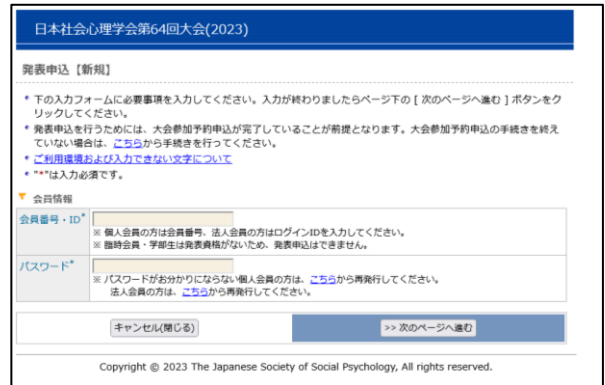 日本社会心理学会第64回大会(2023)
発表申込【新規】
• 下の入力フォームに必要事項を入力してください。入力が終わりましたらページ下の [ 次のページへ進む ] ボタンをク
リックしてください。
• 発表申込を行うためには、大会参加予約申込が完了していることが前提となります。大会参加予約申込の手続きを終え
ていない場合は、こちらから手続きを行ってください。
• ご利用環境および入力できない文字について
• "*"は入力必須です。
会員情報
会員番号・ID*
※ 個人会員の方は会員番号、法人会員の方はログインIDを入力してください。
※ 臨時会員・学部生は発表資格がないため、発表申込はできません。
パスワード*
※ パスワードがお分かりにならない個人会員の方は、こちらから再発行してください。
法人会員の方は、こちらから再発行してください。
キャンセル(閉じる)
>> 次のページへ進む
Copyright © 2023 The Japanese Society of Social Psychology, All rights reserved.